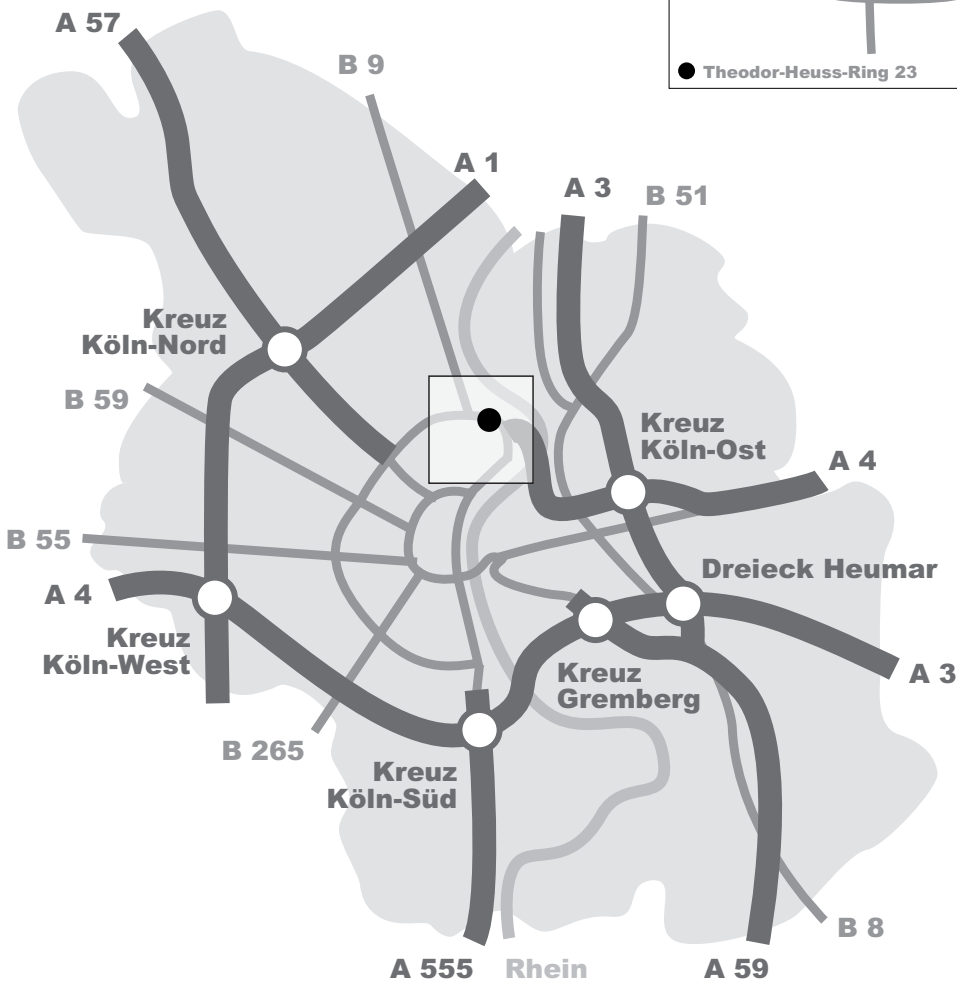 A 57
B 9
Theodor-Heuss-Ring 23
A 1
A 3
B 51
Kreuz
Köln-Nord
B 59
Kreuz
Köln-Ost
A 4
B 55
A 4
Dreieck Heumar
Kreuz
Köln-West
Kreuz
Gremberg
A 3
B 265
Kreuz
Köln-Süd
B 8
A 555
Rhein
A 59